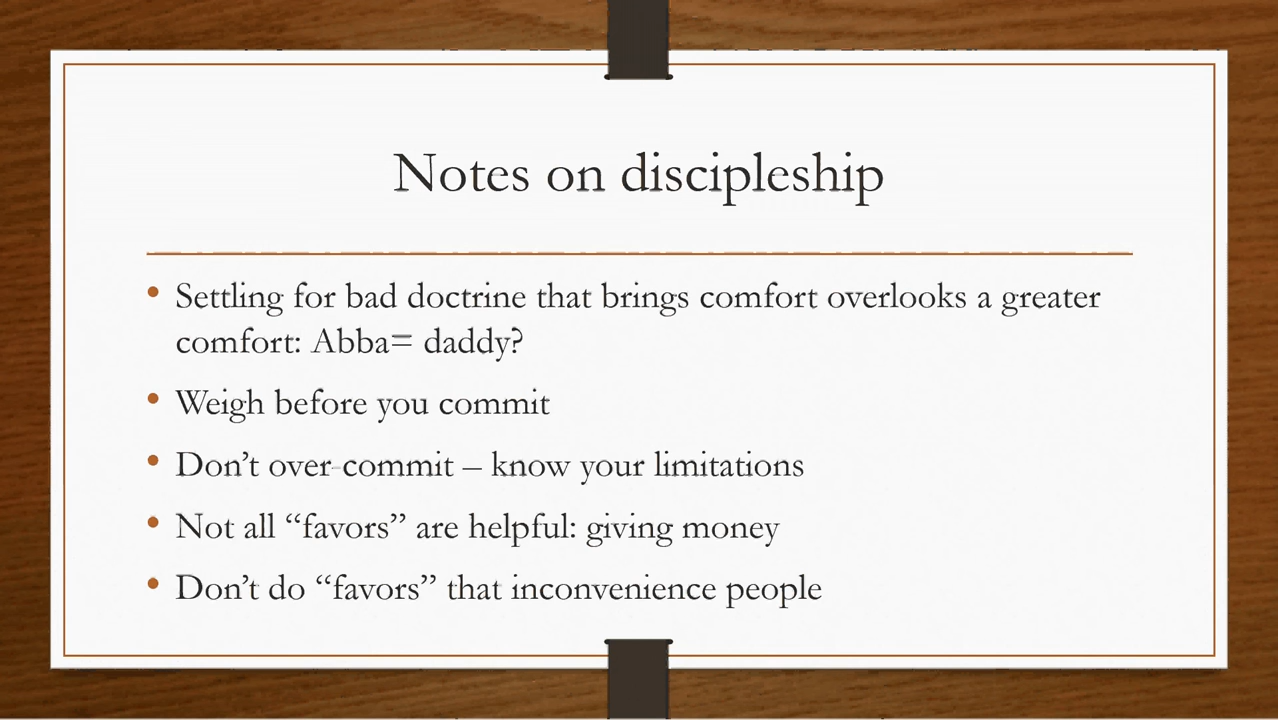 Notes on discipleship
• Settling for bad doctrine that brings comfort overlooks a greater
comfort: Abba= daddy?
• Weigh before you commit
• Don’t over-commit – know your limitations
• Not all “favors” are helpful: giving money
• Don’t do “favors” that inconvenience people